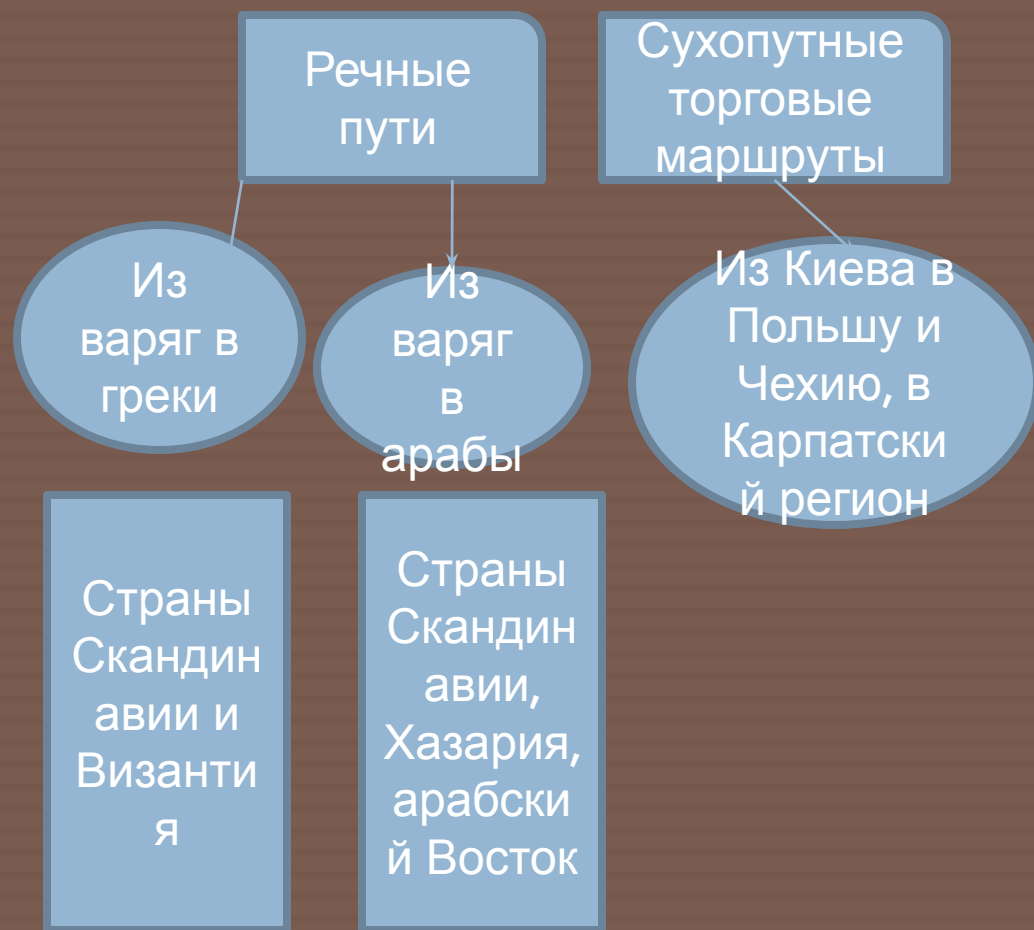 Речные
пути
Сухопутные
торговые
маршруты
Из
варяг в
греки
Из
варяг
в
арабы
Из Киева в
Польшу и
Чехию, в
Карпатски
й регион
Страны
Скандин
авии и
Византи
я
Страны
Скандин
авии,
Хазария,
арабски
й Восток